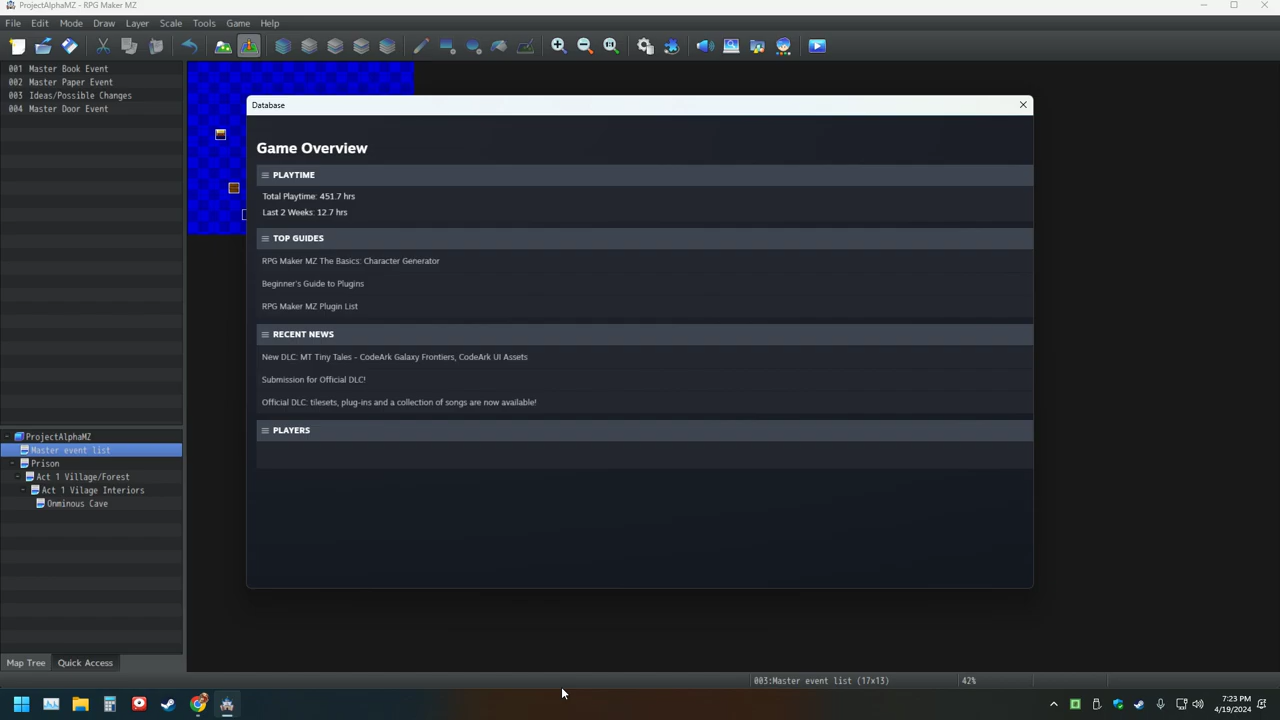 ProjectAlphaMZ - RPG Maker MZ
File Edit Mode Draw Layer Scale Tools Game Help
001 Master Book Event
002 Master Paper Event
003 Ideas/Possible Changes
004 Master Door Event
Database
Game Overview
PLAYTIME
Total Playtime: 451.7 hrs
Last 2 Weeks: 12.7 hrs
TOP GUIDES
RPG Maker MZ The Basics: Character Generator
Beginner's Guide to Plugins
RPG Maker MZ Plugin List
RECENT NEWS
New DLC: MT Tiny Tales - CodeArk Galaxy Frontiers, CodeArk UI Assets
Submission for Official DLC!
Official DLC: tilesets, plug-ins and a collection of songs are now available!
PLAYERS
ProjectAlphaMZ
Master event list
Prison
Act 1 Village/Forest
Act 1 Vilage Interiors
Onminous Cave
Map Tree Quick Access
003:Master event list (17x13) 42%
7:23 PM
4/19/2024